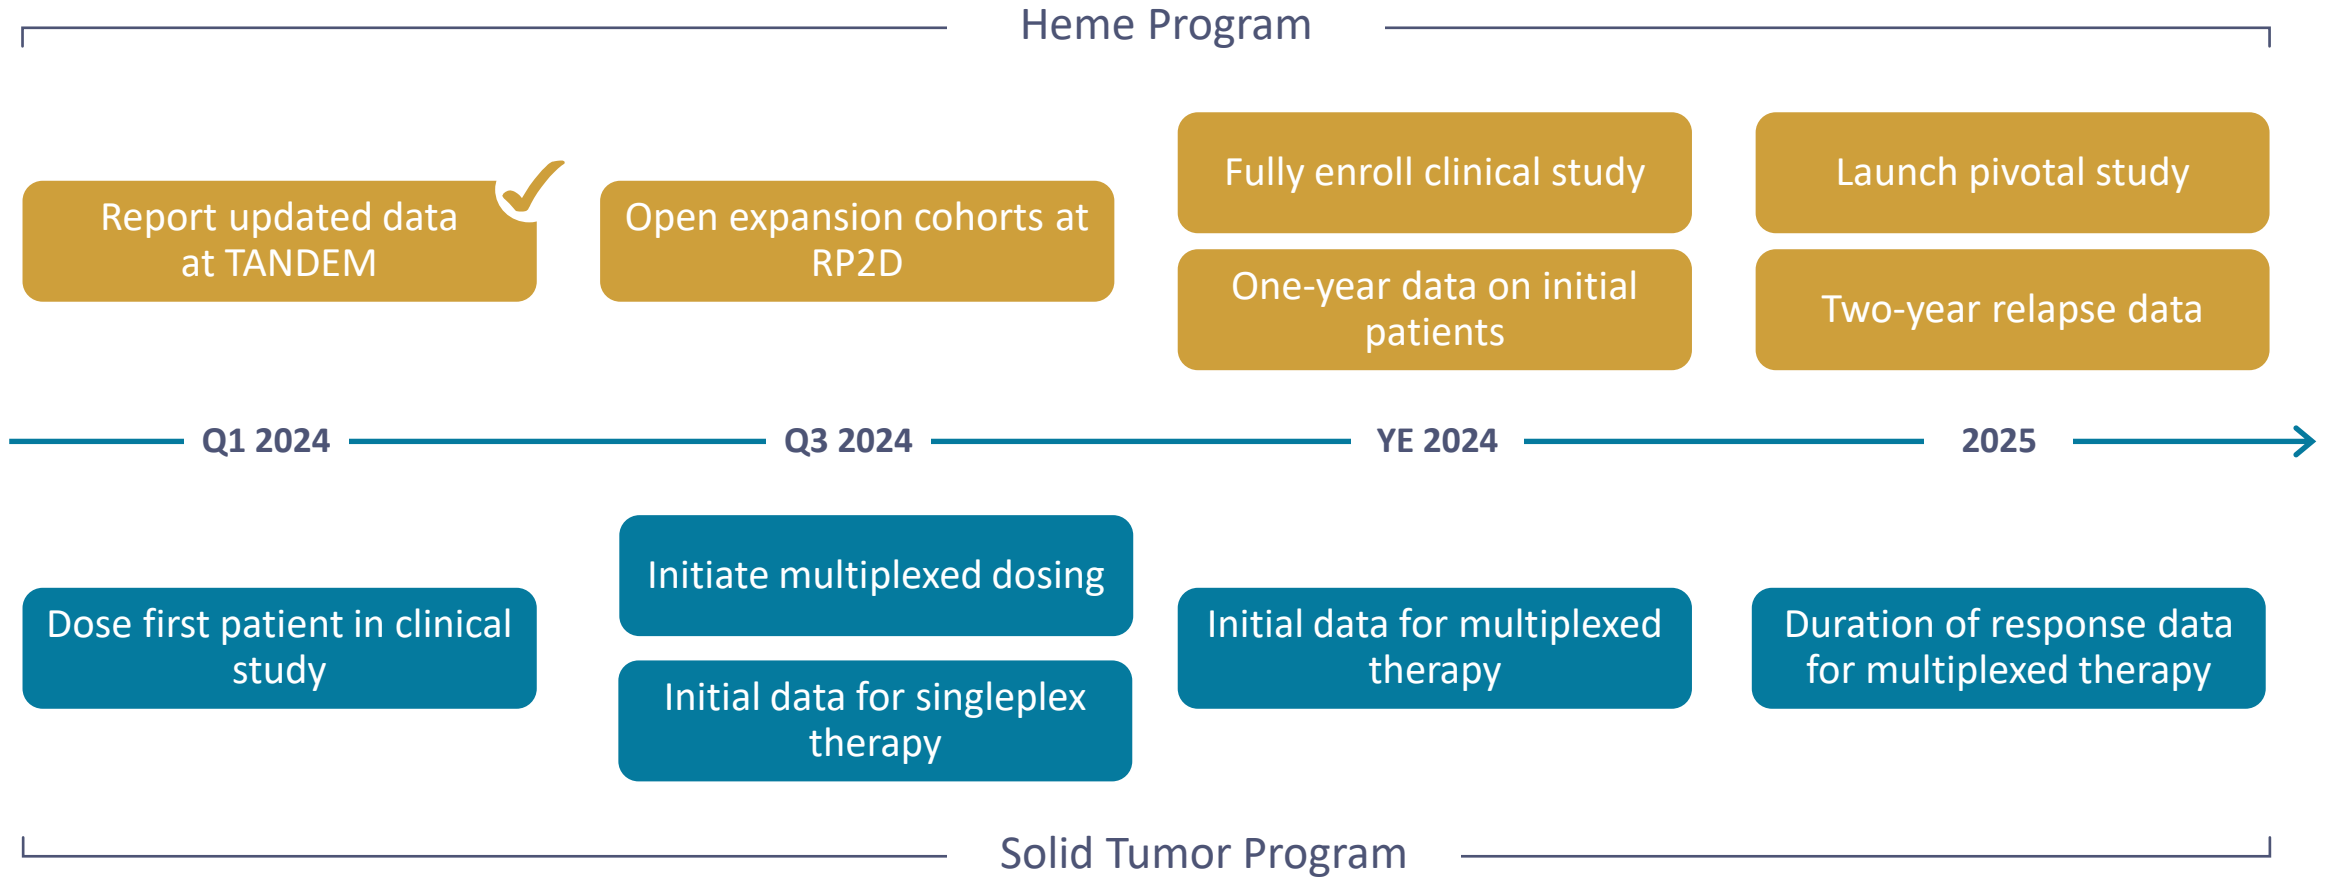 Heme Program
Report updated data
at TANDEM
Open expansion cohorts at
RP2D
Fully enroll clinical study
One-year data on initial
patients
Launch pivotal study
Two-year relapse data
Q1 2024
Q3 2024
YE 2024
2025
Dose first patient in clinical
study
Initiate multiplexed dosing
Initial data for singleplex
therapy
Initial data for multiplexed
therapy
Duration of response data
for multiplexed therapy
Solid Tumor Program